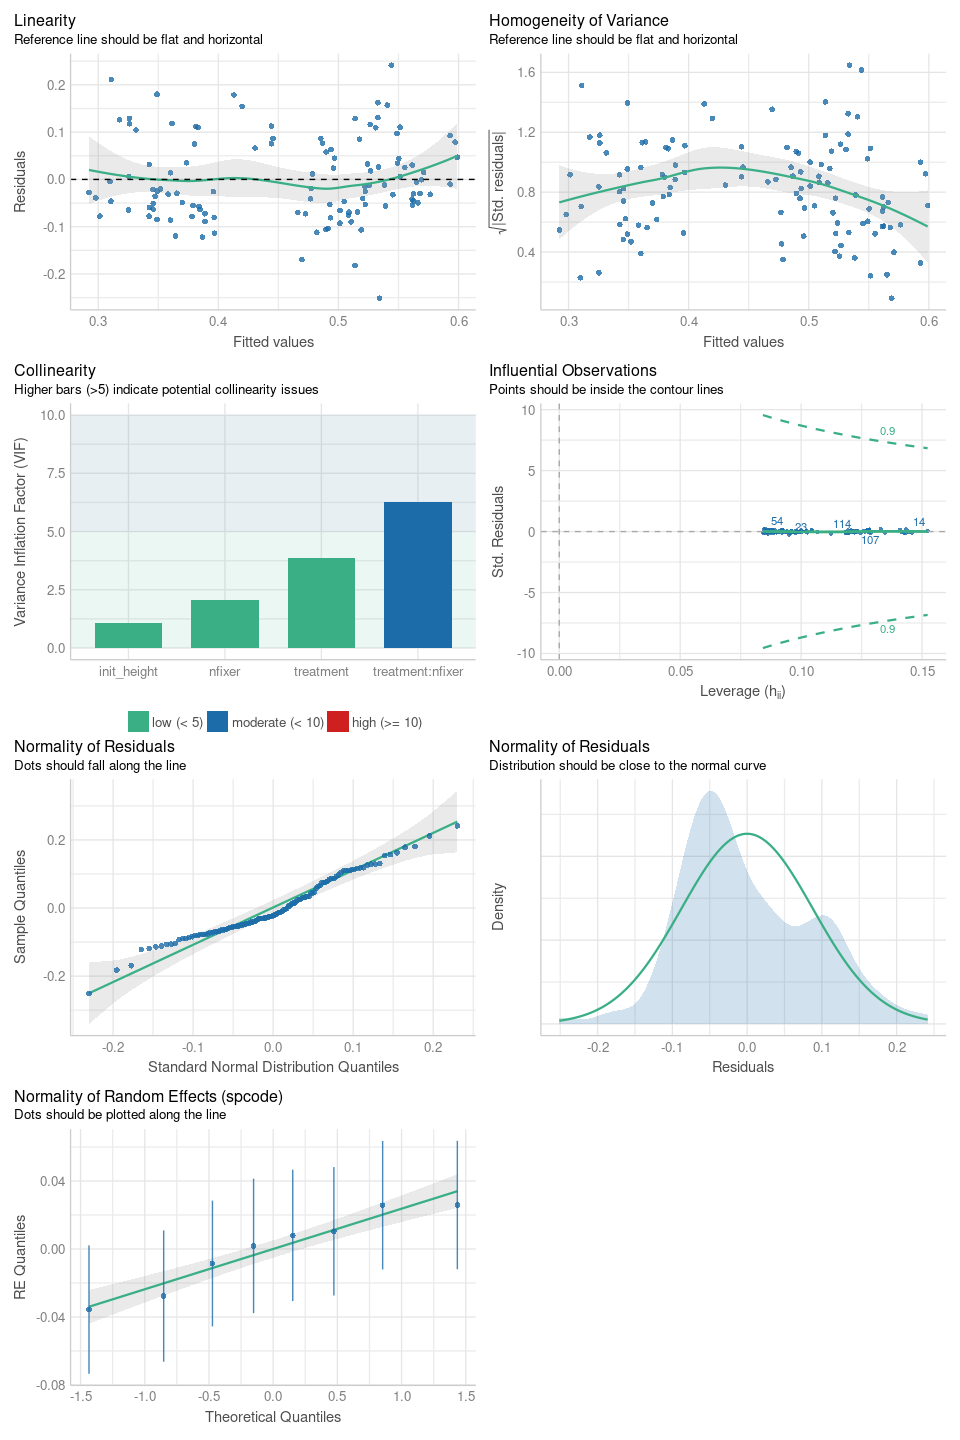 Linearity
Reference line should be flat and horizontal
Residuals
0.2
0.1
0.0
-0.1
-0.2
0.3 0.4 0.5 0.6
Fitted values
Homogeneity of Variance
Reference line should be flat and horizontal
√|Std. residuals|
1.6
1.2
0.8
0.4
0.3 0.4 0.5 0.6
Fitted values
Collinearity
Higher bars (>5) indicate potential collinearity issues
Variance Inflation Factor (VIF)
10.0
7.5
5.0
2.5
0.0
init_height nfixer treatment treatment:nfixer
low (< 5) moderate (< 10) high (>= 10)
Influential Observations
Points should be inside the contour lines
Std. Residuals
10
5
0
-5
-10
0.9
54 23 114 14
107
0.9
0.00 0.05 0.10 0.15
Leverage (hii)
Normality of Residuals
Dots should fall along the line
Sample Quantiles
0.2
0.0
-0.2
-0.2 -0.1 0.0 0.1 0.2
Standard Normal Distribution Quantiles
Normality of Residuals
Distribution should be close to the normal curve
Density
-0.2 -0.1 0.0 0.1 0.2
Residuals
Normality of Random Effects (spcode)
Dots should be plotted along the line
RE Quantiles
0.04
0.00
-0.04
-0.08
-1.5 -1.0 -0.5 0.0 0.5 1.0 1.5
Theoretical Quantiles